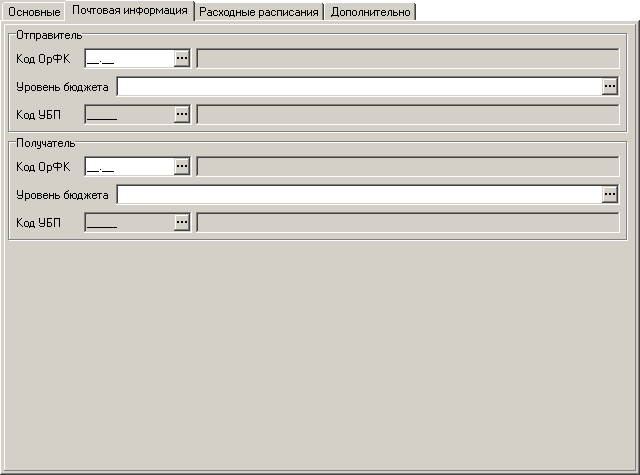 Основные Почтовая информация Расходные расписания Дополнительно
Отправитель
Код ОрФК __.__ ...
Уровень бюджета ...
Код УБП _____ ...
Получатель
Код ОрФК __.__ ...
Уровень бюджета ...
Код УБП _____ ...